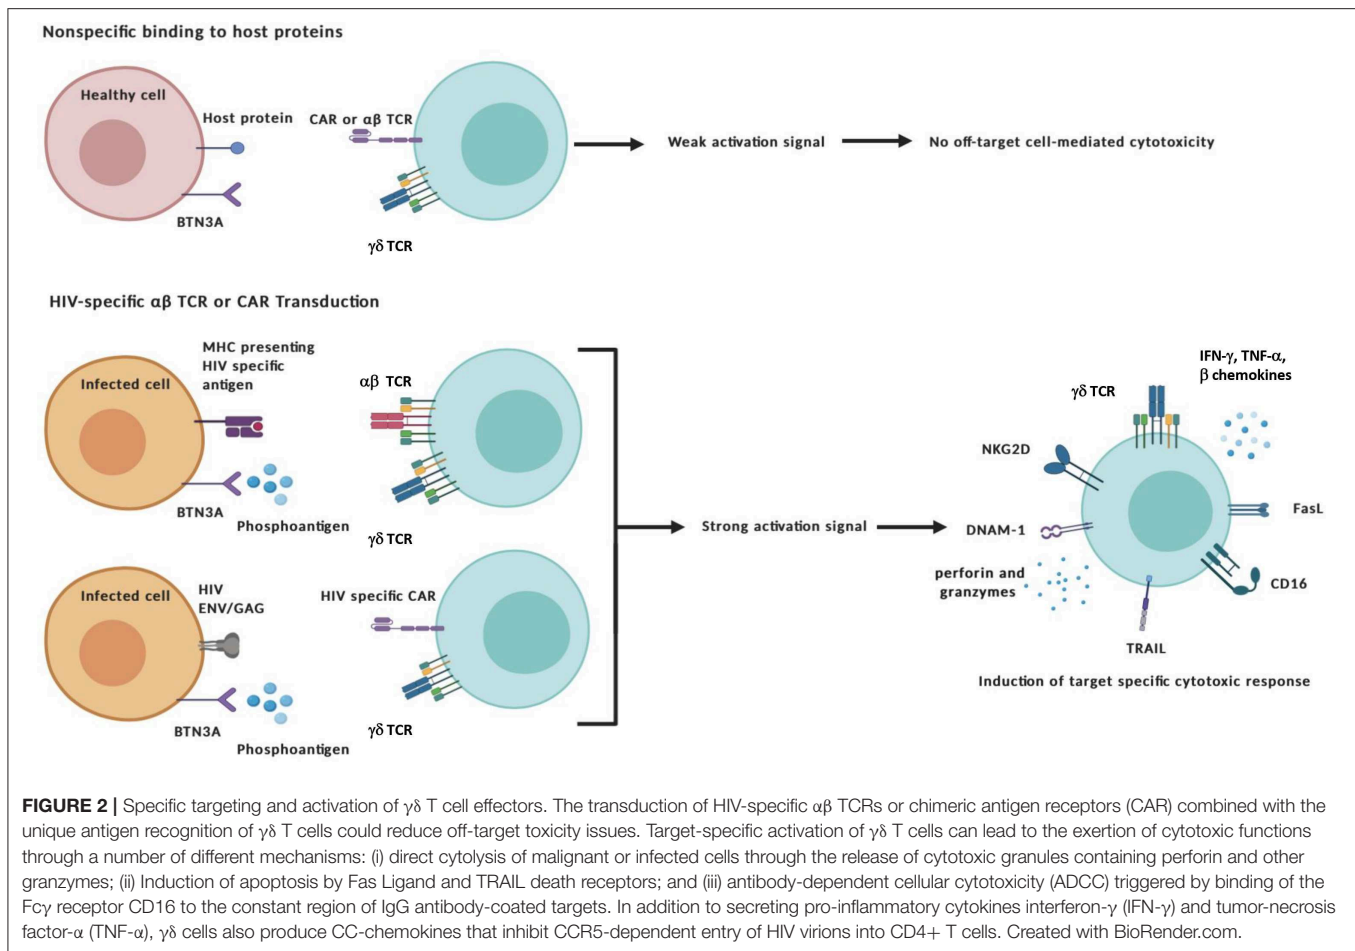 Nonspecific binding to host proteins
Healthy cell
Host protein
BTN3A
CAR or αβ TCR
γδ TCR
Weak activation signal
No off-target cell-mediated cytotoxicity
HIV-specific αβ TCR or CAR Transduction
Infected cell
MHC presenting
HIV specific
antigen
BTN3A
Phosphoantigen
αβ TCR
γδ TCR
Infected cell
HIV
ENV/GAG
BTN3A
Phosphoantigen
HIV specific CAR
γδ TCR
Strong activation signal
γδ TCR
IFN-γ, TNF-α,
β chemokines
NKG2D
FasL
DNAM-1
CD16
perforin and
granzymes
TRAIL
Induction of target specific cytotoxic response
FIGURE 2 | Specific targeting and activation of γδ T cell effectors. The transduction of HIV-specific αβ TCRs or chimeric antigen receptors (CAR) combined with the
unique antigen recognition of γδ T cells could reduce off-target toxicity issues. Target-specific activation of γδ T cells can lead to the exertion of cytotoxic functions
through a number of different mechanisms: (i) direct cytolysis of malignant or infected cells through the release of cytotoxic granules containing perforin and other
granzymes; (ii) Induction of apoptosis by Fas Ligand and TRAIL death receptors; and (iii) antibody-dependent cellular cytotoxicity (ADCC) triggered by binding of the
Fcγ receptor CD16 to the constant region of IgG antibody-coated targets. In addition to secreting pro-inflammatory cytokines interferon-γ (IFN-γ) and tumor-necrosis
factor-α (TNF-α), γδ cells also produce CC-chemokines that inhibit CCR5-dependent entry of HIV virions into CD4+ T cells. Created with BioRender.com.